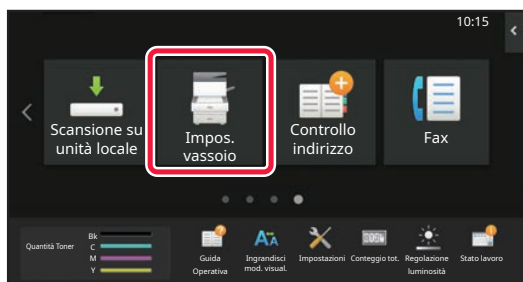 10:15
Scansione su
unità locale
Impos.
vassoio
Controllo
indirizzo
Fax
Quantità Toner
Bk
C
M
Y
Guida
Operativa
Ingrandisci
mod. visual.
Impostazioni
Conteggio tot.
Regolazione
luminosità
Stato lavoro